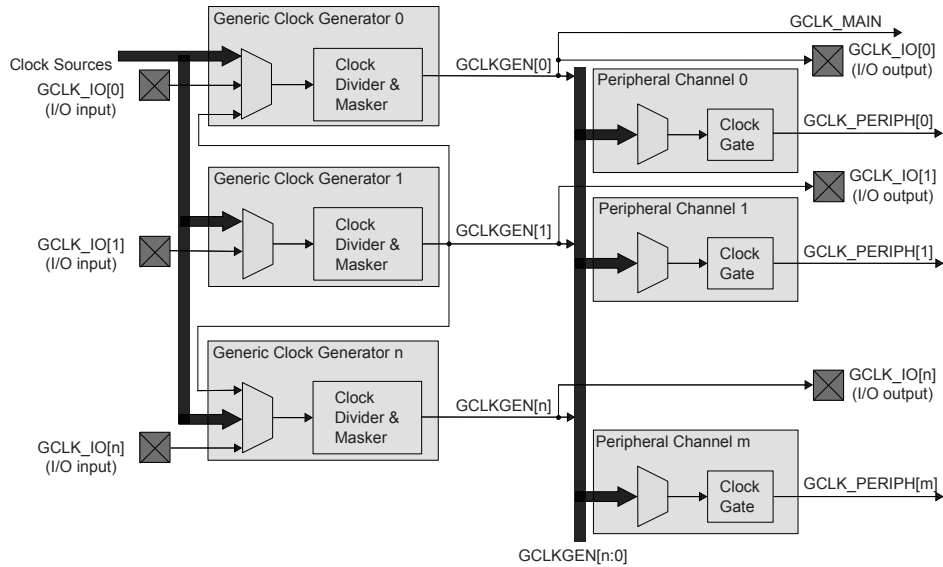 Generic Clock Generator 0
GCLK_MAIN
Clock Sources
GCLK_IO[0]
(I/O input)
Clock
Divider &
Masker
GCLKGEN[0]
GCLK_IO[0]
(I/O output)
Peripheral Channel 0
Clock
Gate
GCLK_PERIPH[0]
Generic Clock Generator 1
GCLK_IO[1]
(I/O input)
Clock
Divider &
Masker
GCLKGEN[1]
GCLK_IO[1]
(I/O output)
Peripheral Channel 1
Clock
Gate
GCLK_PERIPH[1]
Generic Clock Generator n
GCLK_IO[n]
(I/O input)
Clock
Divider &
Masker
GCLKGEN[n]
GCLK_IO[n]
(I/O output)
Peripheral Channel m
Clock
Gate
GCLK_PERIPH[m]
GCLKGEN[n:0]